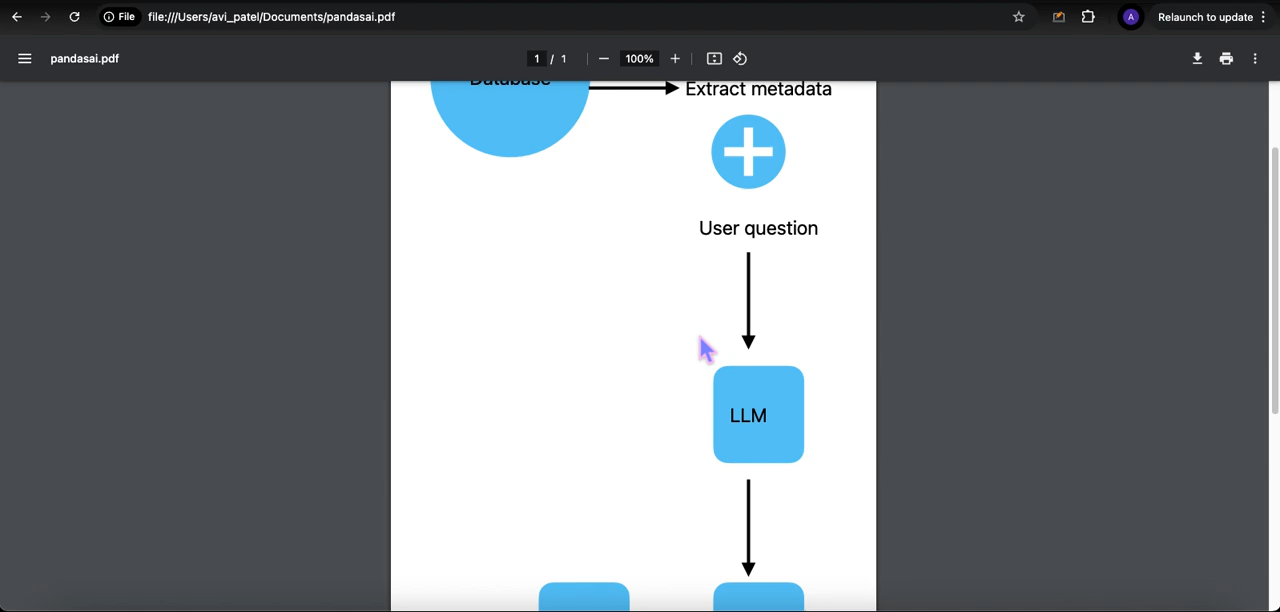 File file:///Users/avi_patel/Documents/pandasai.pdf A Relaunch to update
pandasai.pdf 1 / 1 100%
Database
Extract metadata
User question
LLM